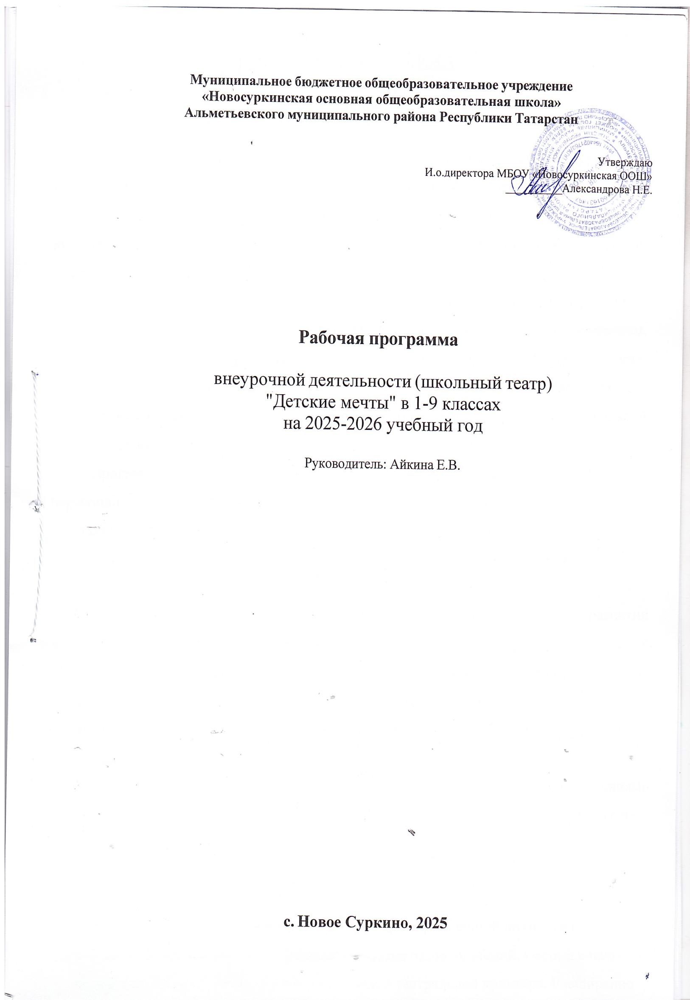 Муниципальное бюджетное общеобразовательное учреждение
«Новосуркинская основная общеобразовательная школа»
Альметьевского муниципального района Республики Татарстан
Утверждаю
И.о.директора МБОУ «Новосуркинская ООШ»
__________Александрова Н.Е.
Рабочая программа
внеурочной деятельности (школьный театр)
"Детские мечты" в 1-9 классах
на 2025-2026 учебный год
Руководитель: Айкина Е.В.
с. Новое Суркино, 2025